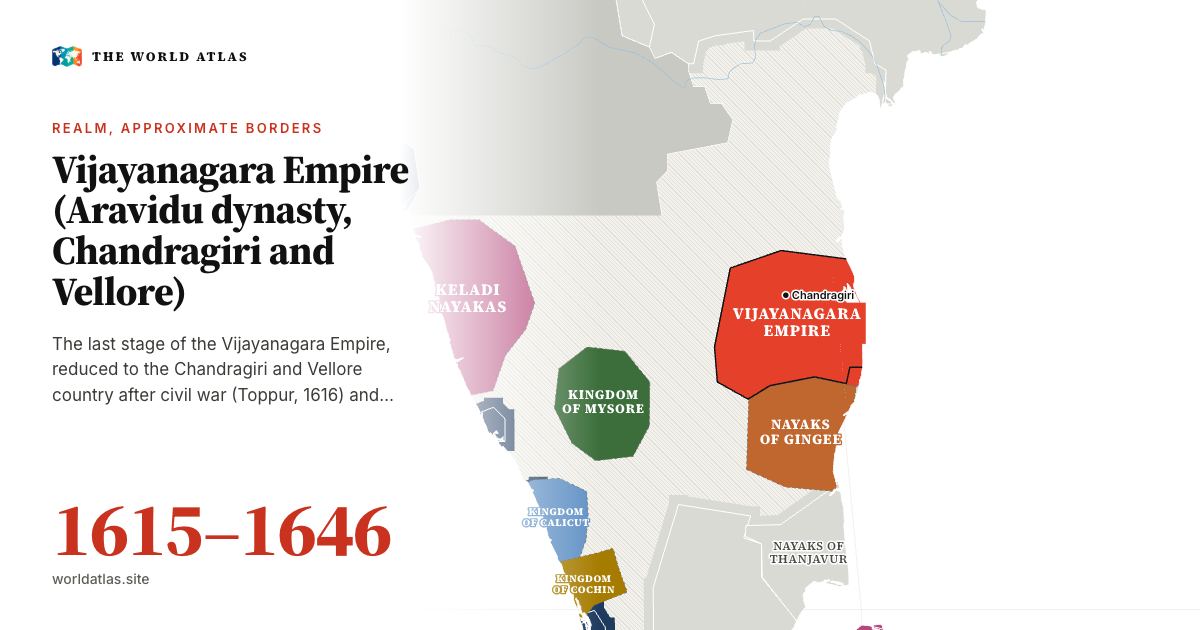 THE WORLD ATLAS
REALM, APPROXIMATE BORDERS
Vijayanagara Empire
(Aravidu dynasty,
Chandragiri and
Vellore)
The last stage of the Vijayanagara Empire,
reduced to the Chandragiri and Vellore
country after civil war (Toppur, 1616) and…
1615–1646
worldatlas.site
KELADI
NAYAKAS
Chandragiri
VIJAYANAGARA
EMPIRE
KINGDOM
OF MYSORE
NAYAKS
OF GINGEE
KINGDOM
OF CALICUT
NAYAKS OF
THANJAVUR
KINGDOM
OF COCHIN